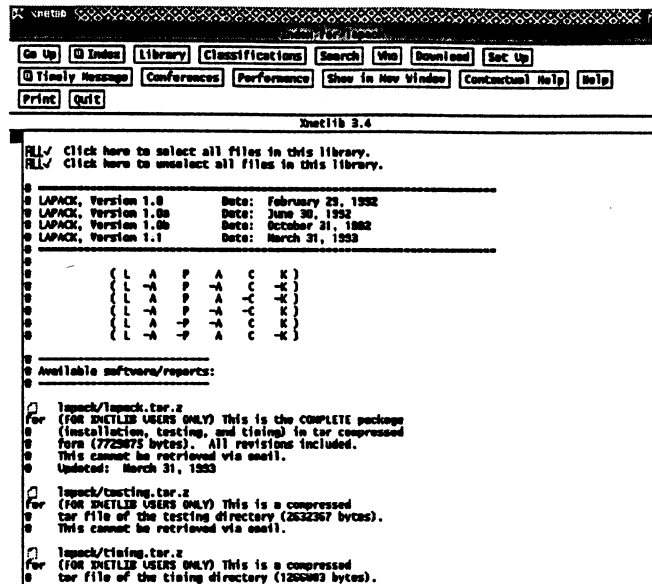 Xnetlib
Index for lapack
Go Up Index Library Classifications Search Who Download Set Up
Timely Message Conferences Performance Show in New Window Contextual Help Help
Print Quit
Xnetlib 3.4
ALL√ Click here to select all files in this library.
ALL√ Click here to unselect all files in this library.
# ==========
# LAPACK, Version 1.0 Date: February 29, 1992
# LAPACK, Version 1.0a Date: June 30, 1992
# LAPACK, Version 1.0b Date: October 31, 1992
# LAPACK, Version 1.1 Date: March 31, 1993
# ==========
#
# ( L A P A C K )
# ( L -A P -A C -K )
# ( L A P A -C -K )
# ( L -A P -A -C K )
# ( L A -P -A C K )
# ( L -A -P A C -K )
# ==========
# Available software/reports:
# ==========
lapack/lapack.tar.z
for (FOR XNETLIB USERS ONLY) This is the COMPLETE package
# (installation, testing, and timing) in tar compressed
# form (7729875 bytes). All revisions included.
# This cannot be retrieved via email.
# Updated: March 31, 1993
lapack/testing.tar.z
for (FOR XNETLIB USERS ONLY) This is a compressed
# tar file of the testing directory (2632367 bytes).
# This cannot be retrieved via email.
lapack/timing.tar.z
for (FOR XNETLIB USERS ONLY) This is a compressed
# tar file of the timing directory bytes).